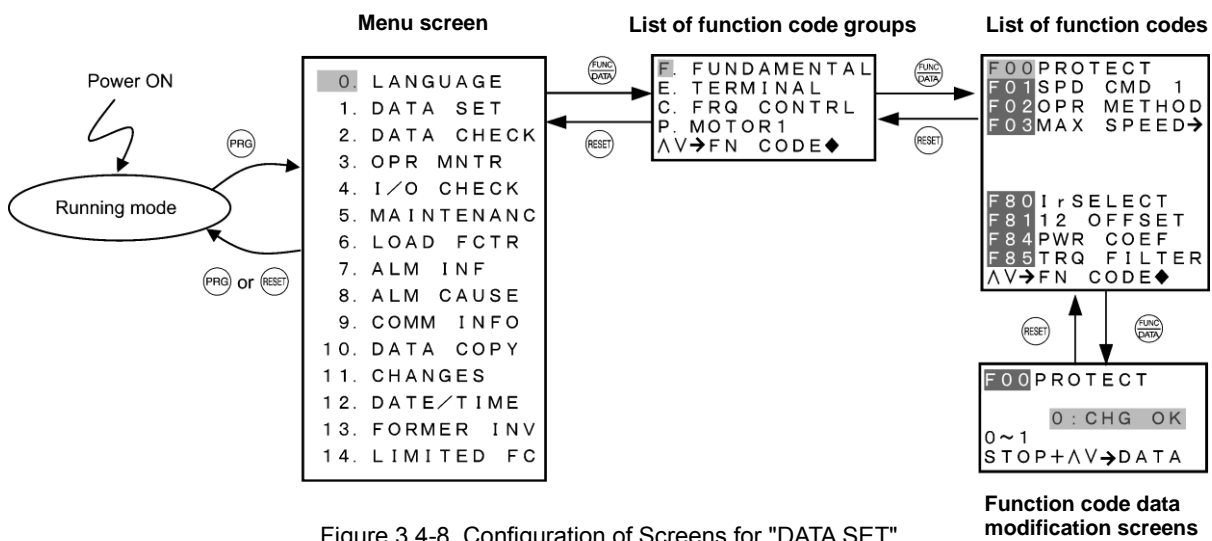 Menu screen
List of function code groups
List of function codes
Power ON
Running mode
PRG
PRG or RESET
0. LANGUAGE
1. DATA SET
2. DATA CHECK
3. OPR MNTR
4. I/O CHECK
5. MAINTENANC
6. LOAD FCTR
7. ALM INF
8. ALM CAUSE
9. COMM INFO
10. DATA COPY
11. CHANGES
12. DATE/TIME
13. FORMER INV
14. LIMITED FC
FUNC
DATA
RESET
F. FUNDAMENTAL
E. TERMINAL
C. FRQ CONTRL
P. MOTOR1
∧∨→FN CODE◆
FUNC
DATA
RESET
F00PROTECT
F01SPD CMD 1
F02OPR METHOD
F03MAX SPEED→
F80IrSELECT
F8112 OFFSET
F84PWR COEF
F85TRQ FILTER
∧∨→FN CODE◆
RESET
FUNC
DATA
F00PROTECT
0:CHG OK
0~1
STOP+∧∨→DATA
Function code data
modification screens
Figure 3.4-8 Configuration of Screens for "DATA SET"